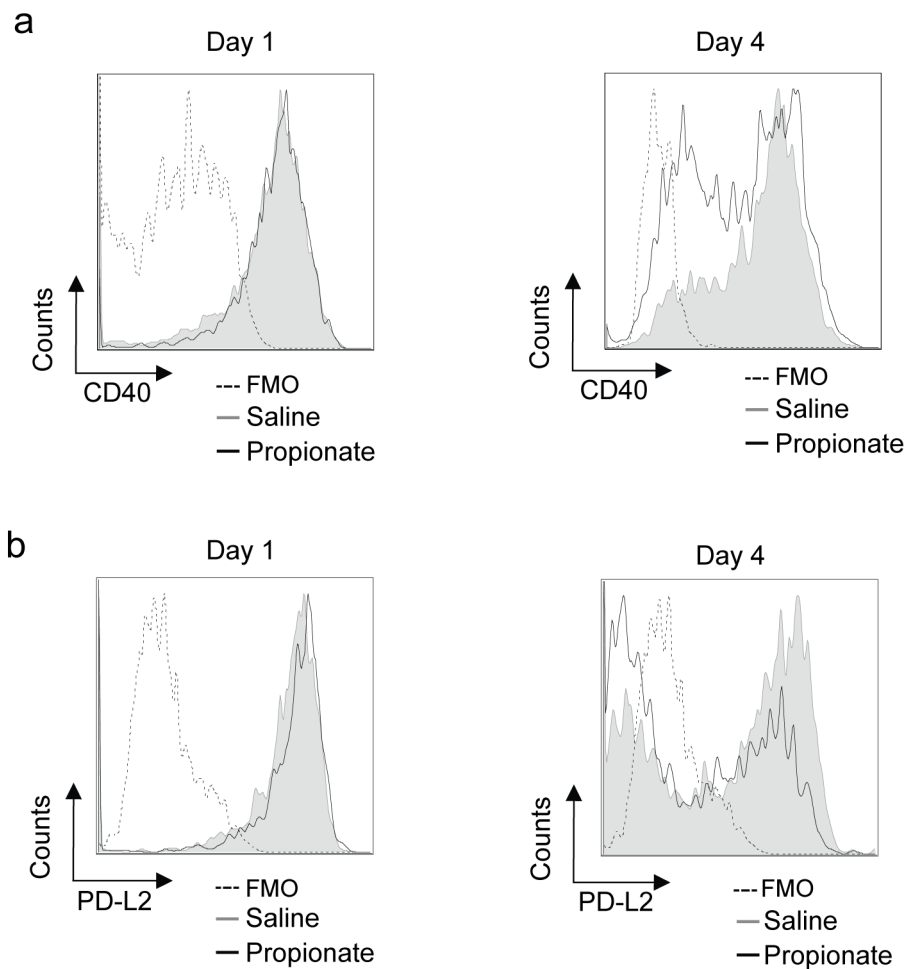 a
Day 1
Day 4
Counts
CD40
FMO
Saline
Propionate
Counts
CD40
FMO
Saline
Propionate
b
Day 1
Day 4
Counts
PD-L2
FMO
Saline
Propionate
Counts
PD-L2
FMO
Saline
Propionate